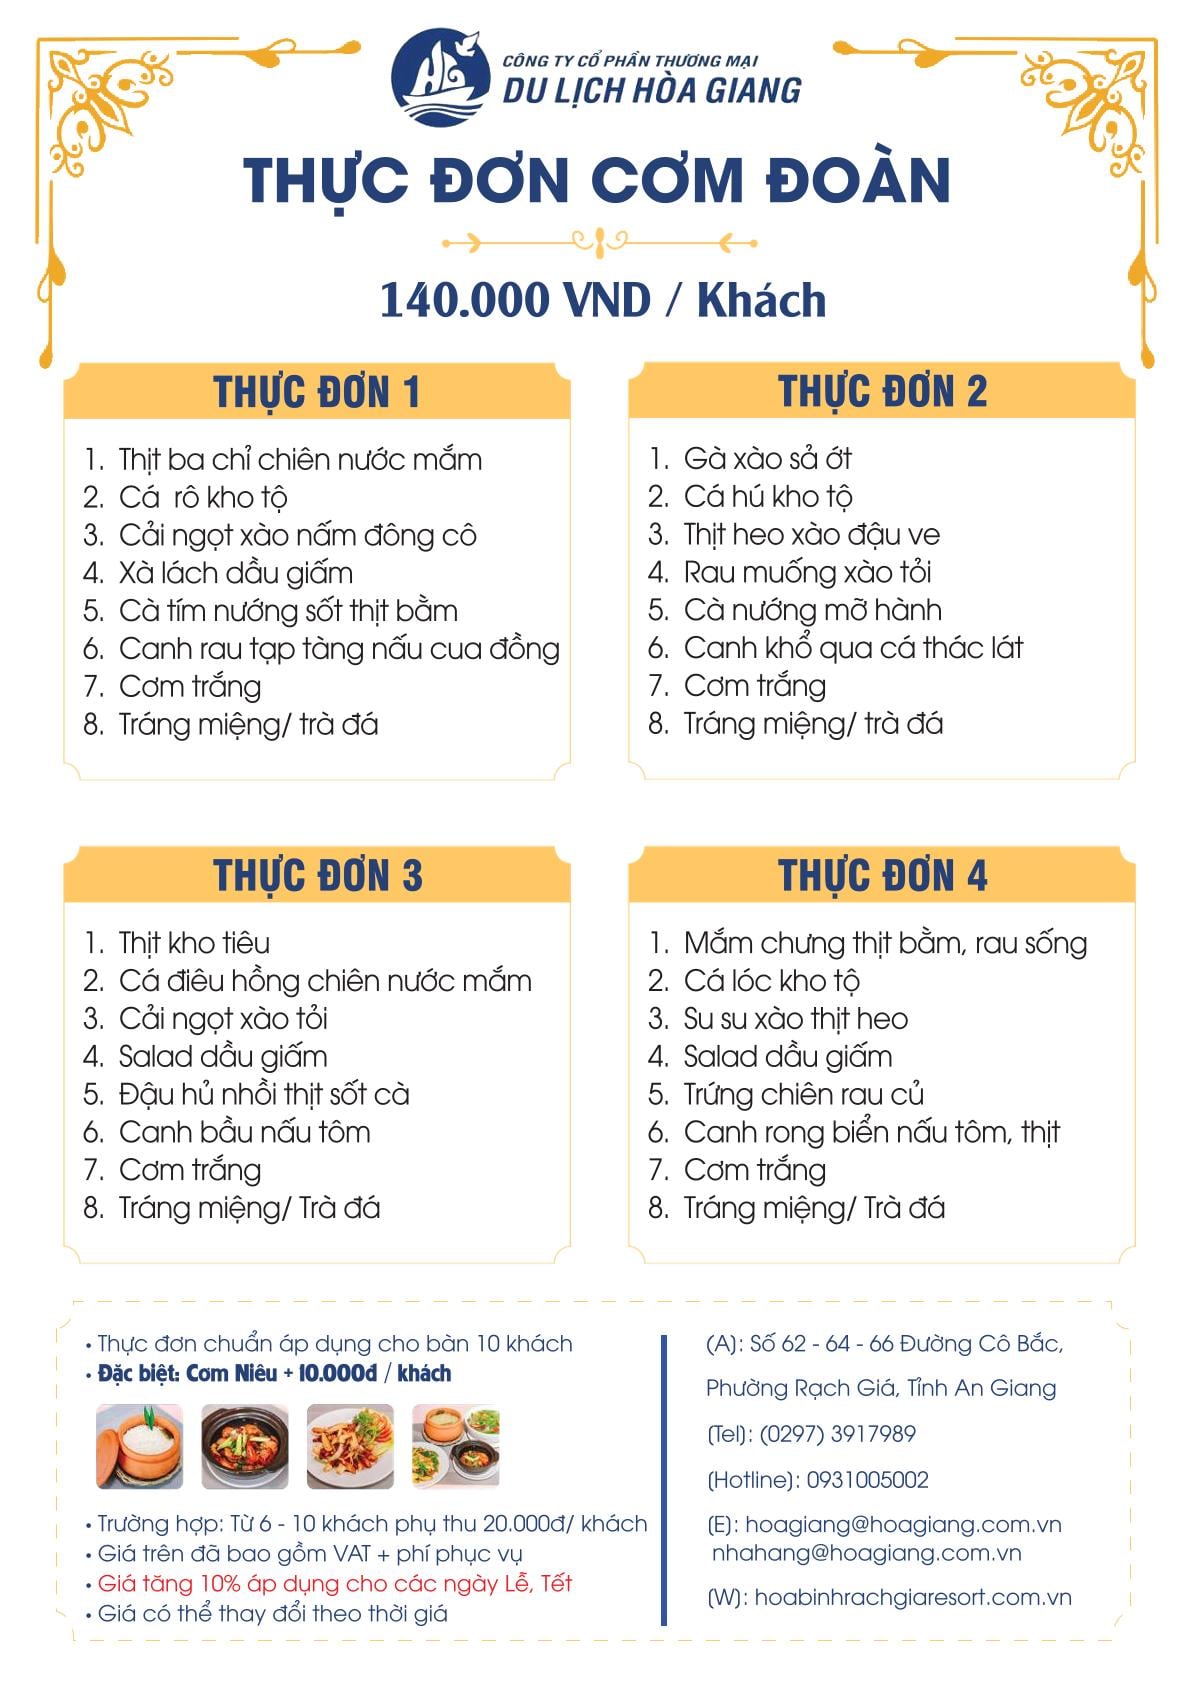 CÔNG TY CỔ PHẦN THƯƠNG MẠI
DU LỊCH HÒA GIANG
THỰC ĐƠN CƠM ĐOÀN
140.000 VND / Khách
THỰC ĐƠN 1
1. Thịt ba chỉ chiên nước mắm
2. Cá rô kho tộ
3. Cải ngọt xào nấm đông cô
4. Xà lách dầu giấm
5. Cà tím nướng sốt thịt bằm
6. Canh rau tạp tàng nấu cua đồng
7. Cơm trắng
8. Tráng miệng/ trà đá
THỰC ĐƠN 2
1. Gà xào sả ớt
2. Cá hú kho tộ
3. Thịt heo xào đậu ve
4. Rau muống xào tỏi
5. Cà nướng mỡ hành
6. Canh khổ qua cá thác lát
7. Cơm trắng
8. Tráng miệng/ trà đá
THỰC ĐƠN 3
1. Thịt kho tiêu
2. Cá điêu hồng chiên nước mắm
3. Cải ngọt xào tỏi
4. Salad dầu giấm
5. Đậu hủ nhồi thịt sốt cà
6. Canh bầu nấu tôm
7. Cơm trắng
8. Tráng miệng/ Trà đá
THỰC ĐƠN 4
1. Mắm chưng thịt bằm, rau sống
2. Cá lóc kho tộ
3. Su su xào thịt heo
4. Salad dầu giấm
5. Trứng chiên rau củ
6. Canh rong biển nấu tôm, thịt
7. Cơm trắng
8. Tráng miệng/ Trà đá
• Thực đơn chuẩn áp dụng cho bàn 10 khách
• Đặc biệt: Cơm Niêu + 10.000đ / khách
• Trường hợp: Từ 6 - 10 khách phụ thu 20.000đ/ khách
• Giá trên đã bao gồm VAT + phí phục vụ
• Giá tăng 10% áp dụng cho các ngày Lễ, Tết
• Giá có thể thay đổi theo thời giá
(A): Số 62 - 64 - 66 Đường Cô Bắc,
Phường Rạch Giá, Tỉnh An Giang
(Tel): (0297) 3917989
(Hotline): 0931005002
(E): hoagiang@hoagiang.com.vn
nhahang@hoagiang.com.vn
(W): hoabinhrachgiaresort.com.vn